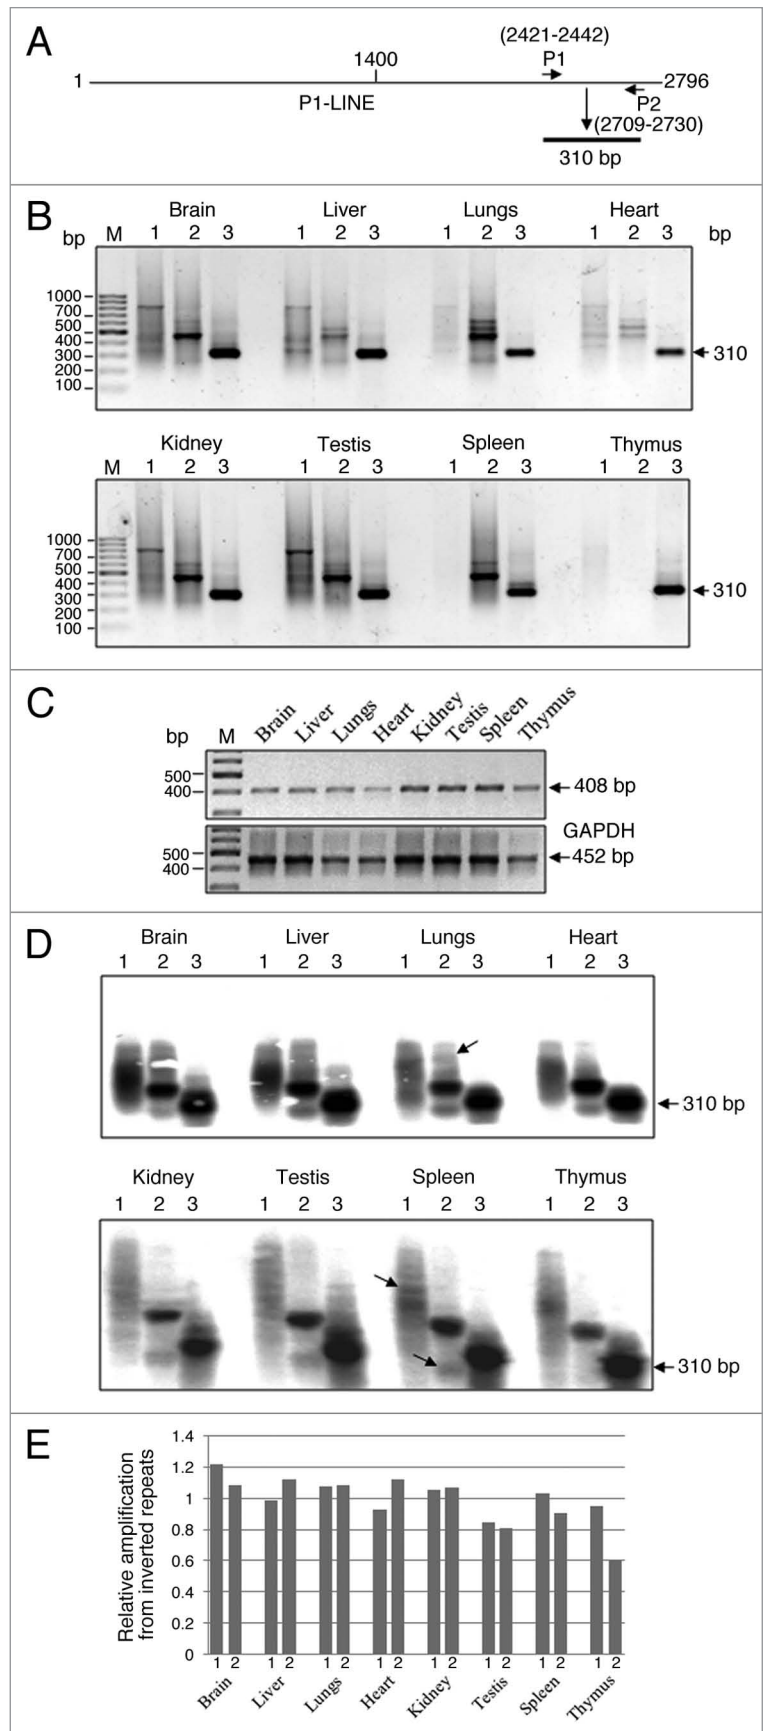 A
(2421-2442)
1400 P1
1 2796
P1-LINE P2
(2709-2730)
310 bp
B
Brain Liver Lungs Heart
bp M 1 2 3 1 2 3 1 2 3 1 2 3 bp
1000
700
500
400
300
200
100
310
Kidney Testis Spleen Thymus
M 1 2 3 1 2 3 1 2 3 1 2 3
1000
700
500
400
300
200
100
310
C
bp M Brain Liver Lungs Heart Kidney Testis Spleen Thymus
500
400
408 bp
GAPDH
500
400
452 bp
D
Brain Liver Lungs Heart
1 2 3 1 2 3 1 2 3 1 2 3
310 bp
Kidney Testis Spleen Thymus
1 2 3 1 2 3 1 2 3 1 2 3
310 bp
E
Relative amplification
from inverted repeats
1.4
1.2
1
0.8
0.6
0.4
0.2
0
1 2 1 2 1 2 1 2 1 2 1 2 1 2 1 2
Brain Liver Lungs Heart Kidney Testis Spleen Thymus